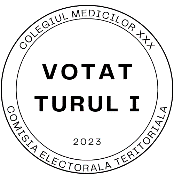 COLEGIUL MEDICILOR XXX
VOTAT
TURUL I
2023
COMISIA ELECTORALA TERITORIALA